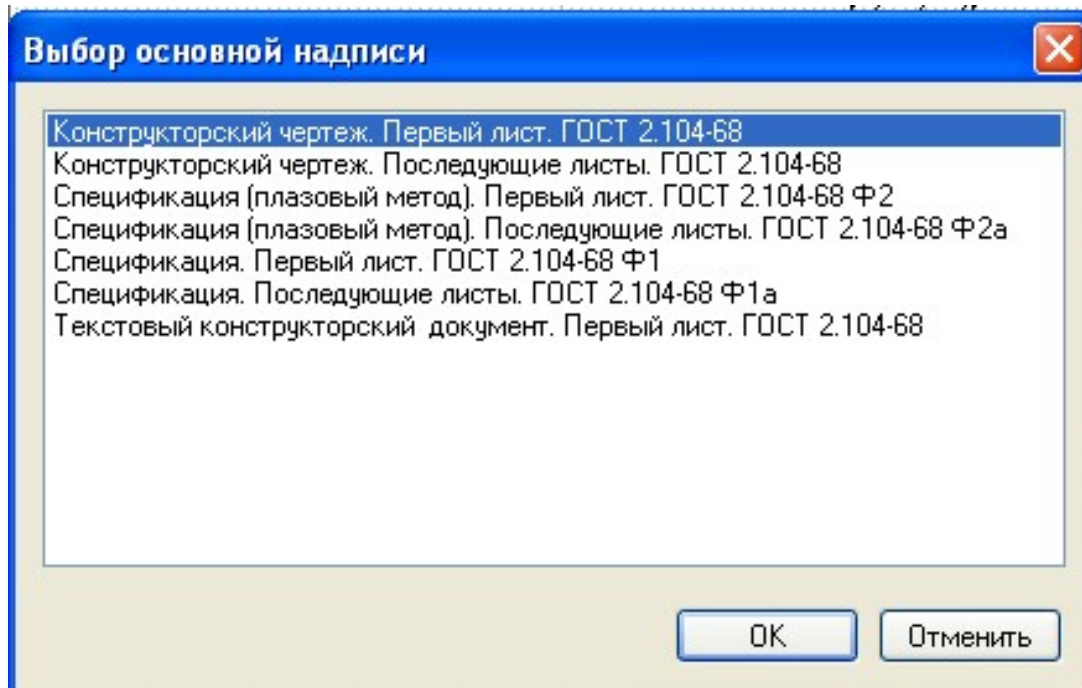 Выбор основной надписи
Конструкторский чертеж. Первый лист. ГОСТ 2.104-68
Конструкторский чертеж. Последующие листы. ГОСТ 2.104-68
Спецификация (плазовый метод). Первый лист. ГОСТ 2.104-68 Ф2
Спецификация (плазовый метод). Последующие листы. ГОСТ 2.104-68 Ф2а
Спецификация. Первый лист. ГОСТ 2.104-68 Ф1
Спецификация. Последующие листы. ГОСТ 2.104-68 Ф1а
Текстовый конструкторский  документ. Первый лист. ГОСТ 2.104-68
OK Отменить